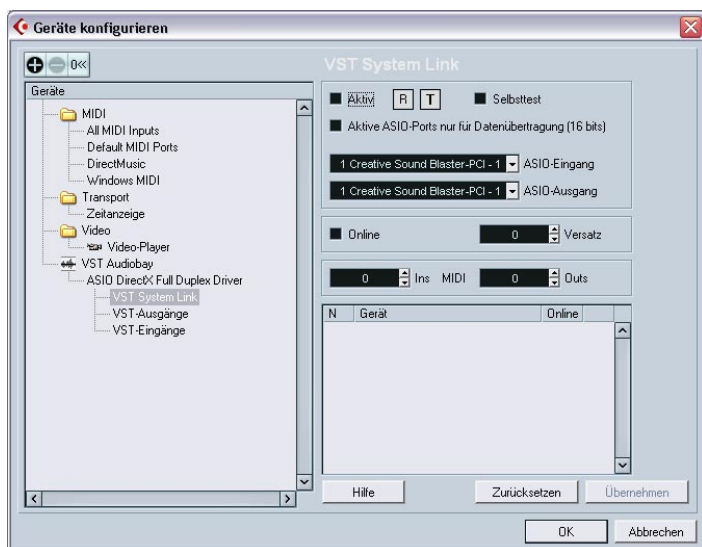 Geräte konfigurieren
VST System Link
Geräte
MIDI
All MIDI Inputs
Default MIDI Ports
DirectMusic
Windows MIDI
Transport
Zeitanzeige
Video
Video-Player
VST Audiobay
ASIO DirectX Full Duplex Driver
VST System Link
VST-Ausgänge
VST-Eingänge
Aktiv R T Selbsttest
Aktive ASIO-Ports nur für Datenübertragung (16 bits)
1 Creative Sound Blaster-PCI - 1 ASIO-Eingang
1 Creative Sound Blaster-PCI - 1 ASIO-Ausgang
Online 0 Versatz
0 Ins MIDI 0 Outs
N Gerät Online
Hilfe Zurücksetzen Übernehmen
OK Abbrechen